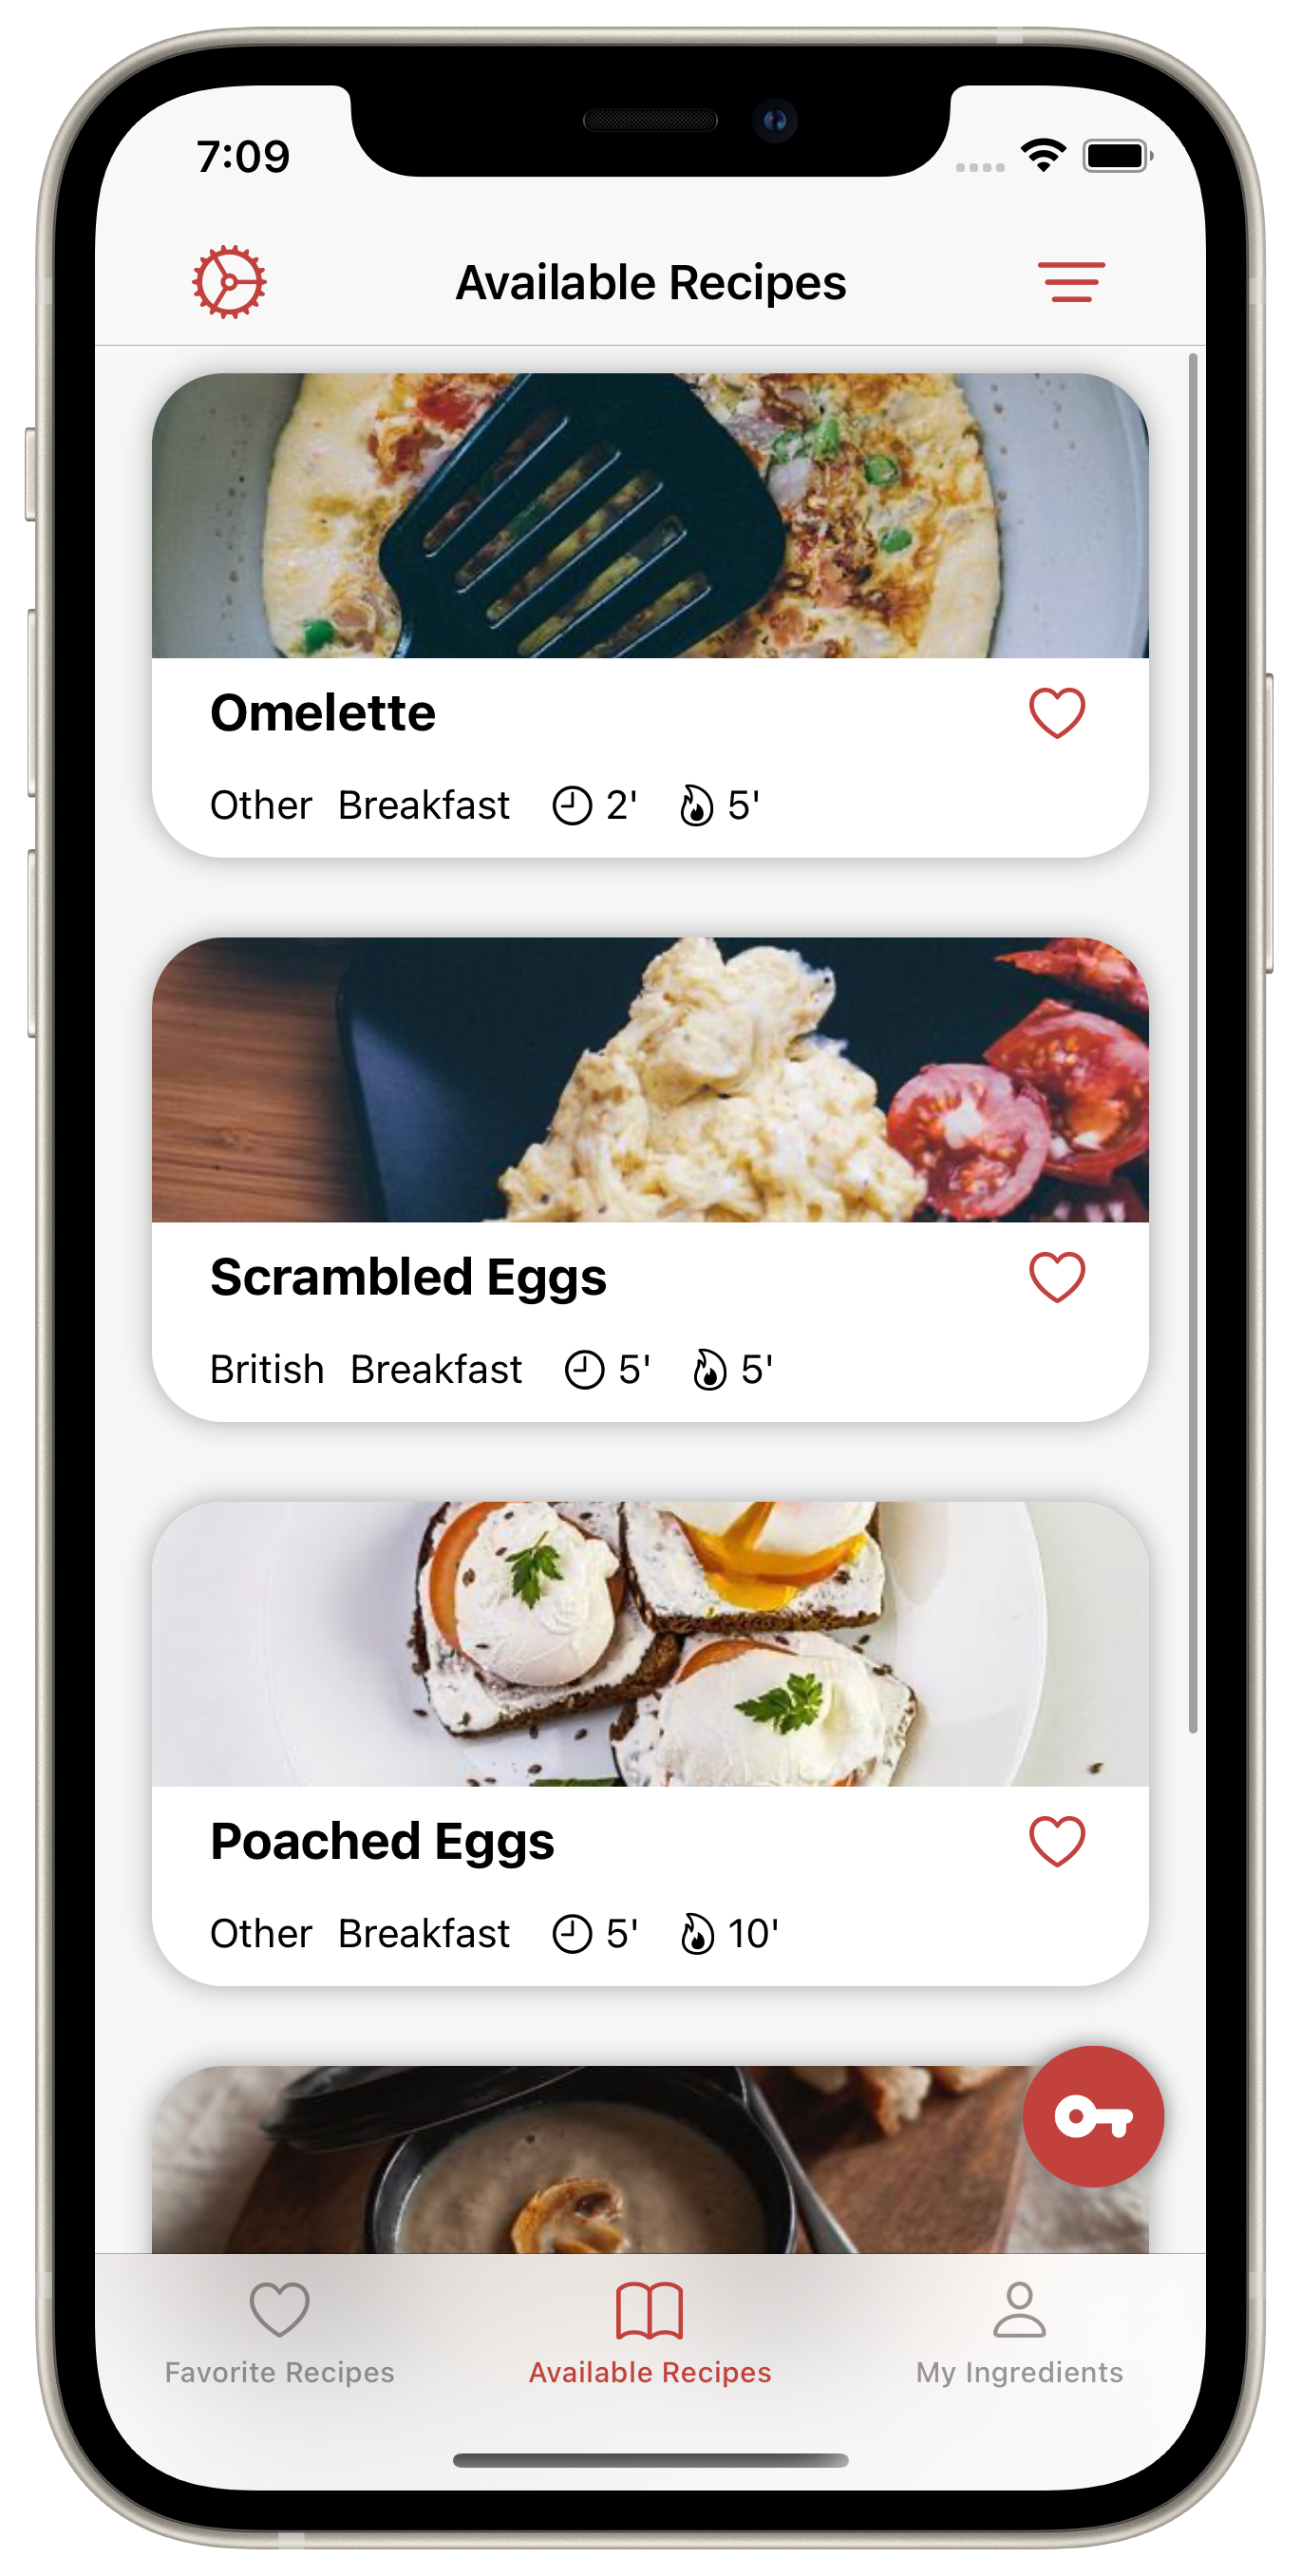 7:09
Available Recipes
Omelette
Other Breakfast 2' 5'
Scrambled Eggs
British Breakfast 5' 5'
Poached Eggs
Other Breakfast 5' 10'
Favorite Recipes Available Recipes My Ingredients